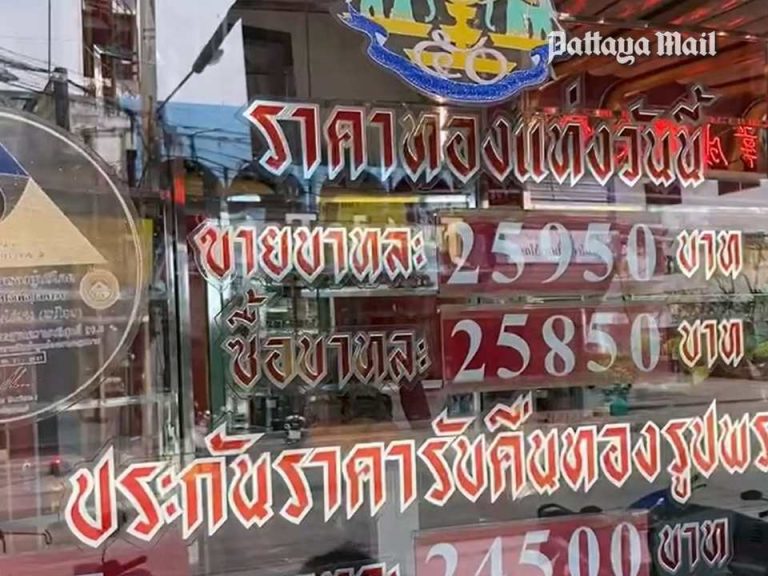 ๕๐
Pattaya Mail
ราคาทองแท่งวันนี้
ขายบาทละ 25950 บาท
ซื้อบาทละ 25850 บาท
ประกันราคารับคืนทองรูปพร
24500 บาท